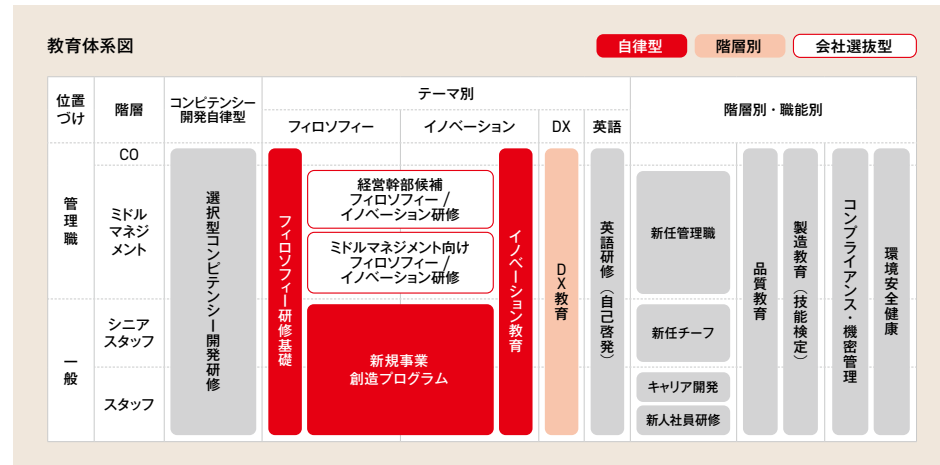 教育体系図
自律型
階層別
会社選抜型
位置
づけ
階層
コンピテンシー
開発自律型
テーマ別
フィロソフィー
イノベーション
DX
英語
階層別・職能別
管理職
CO
ミドル
マネジ
メント
一般
シニア
スタッフ
スタッフ
選択型コンピテンシー開発研修
フィロソフィー研修基礎
経営幹部候補
フィロソフィー /
イノベーション研修
ミドルマネジメント向け
フィロソフィー /
イノベーション研修
新規事業
創造プログラム
イノベーション教育
DX教育
英語研修（自己啓発）
新任管理職
新任チーフ
キャリア開発
新人社員研修
品質教育
製造教育（技能検定）
コンプライアンス・機密管理
環境安全健康